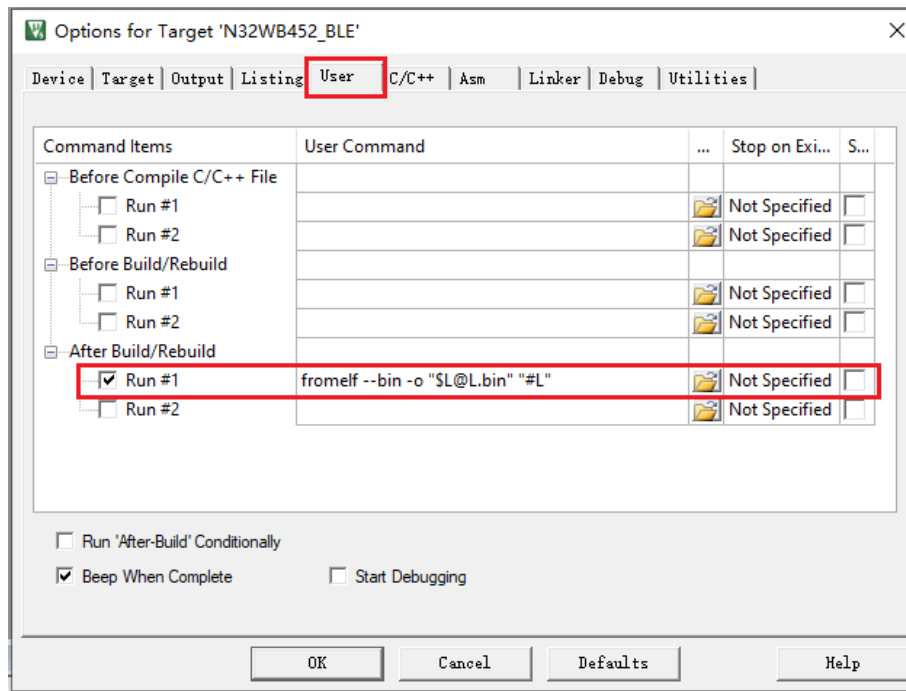 Options for Target 'N32WB452_BLE'
Device Target Output Listing User C/C++ Asm Linker Debug Utilities
Command Items User Command ... Stop on Exi... S...
Before Compile C/C++ File
Run #1 Not Specified
Run #2 Not Specified
Before Build/Rebuild
Run #1 Not Specified
Run #2 Not Specified
After Build/Rebuild
Run #1 fromelf --bin -o "$L@L.bin" "#L" Not Specified
Run #2 Not Specified
Run 'After-Build' Conditionally
Beep When Complete Start Debugging
OK Cancel Defaults Help